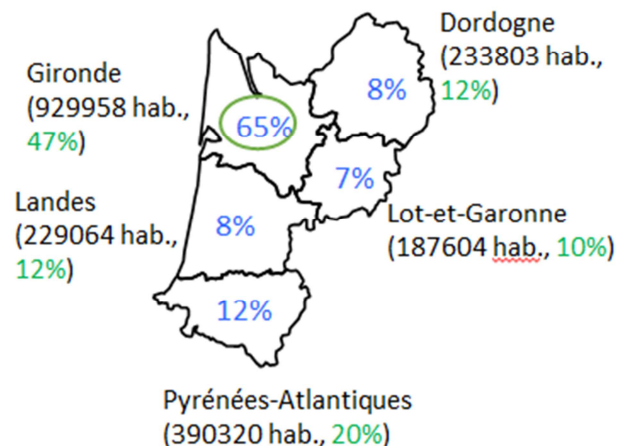 Dordogne
(233803 hab.,
12%)
Gironde
(929958 hab.,
47%)
8%
65%
7%
Landes
(229064 hab.,
12%)
8%
Lot-et-Garonne
(187604 hab., 10%)
12%
Pyrénées-Atlantiques
(390320 hab., 20%)